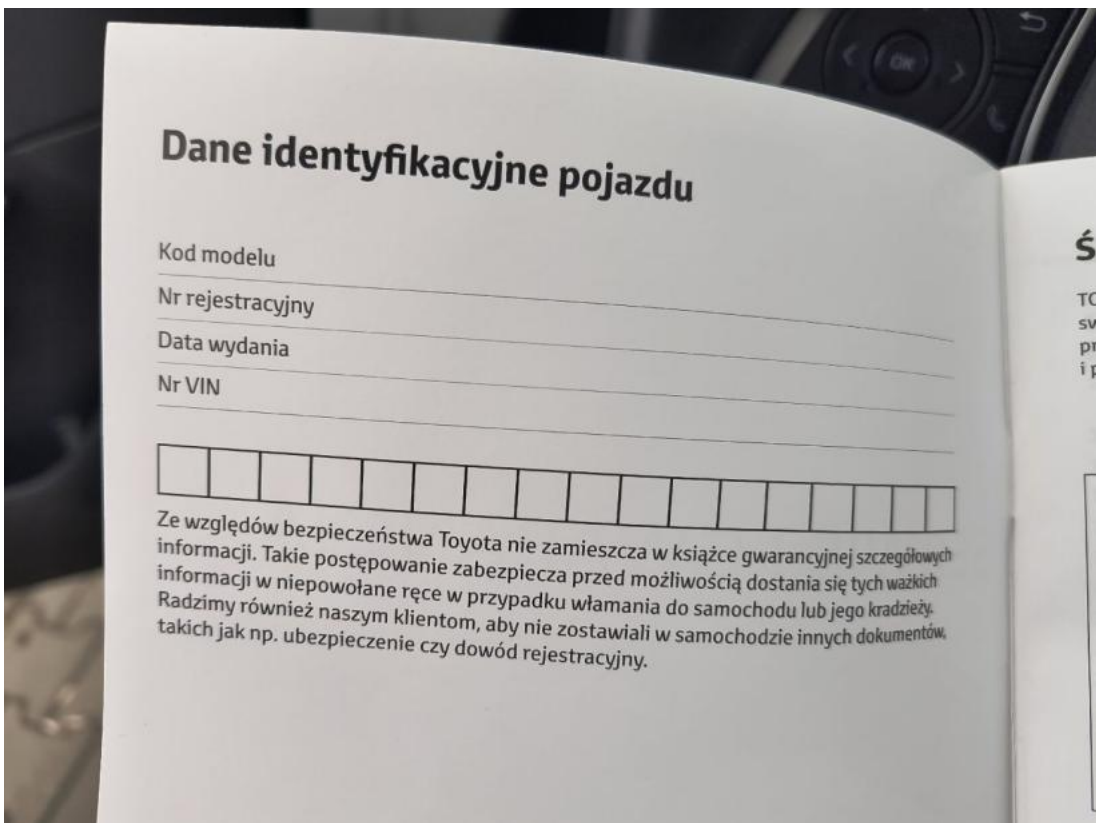 OK
Dane identyfikacyjne pojazdu
Kod modelu
Nr rejestracyjny
Data wydania
Nr VIN
Ze względów bezpieczeństwa Toyota nie zamieszcza w książce gwarancyjnej szczegółowych
informacji. Takie postępowanie zabezpiecza przed możliwością dostania się tych ważkich
informacji w niepowołane ręce w przypadku włamania do samochodu lub jego kradzieży.
Radzimy również naszym klientom, aby nie zostawiali w samochodzie innych dokumentów,
takich jak np. ubezpieczenie czy dowód rejestracyjny.